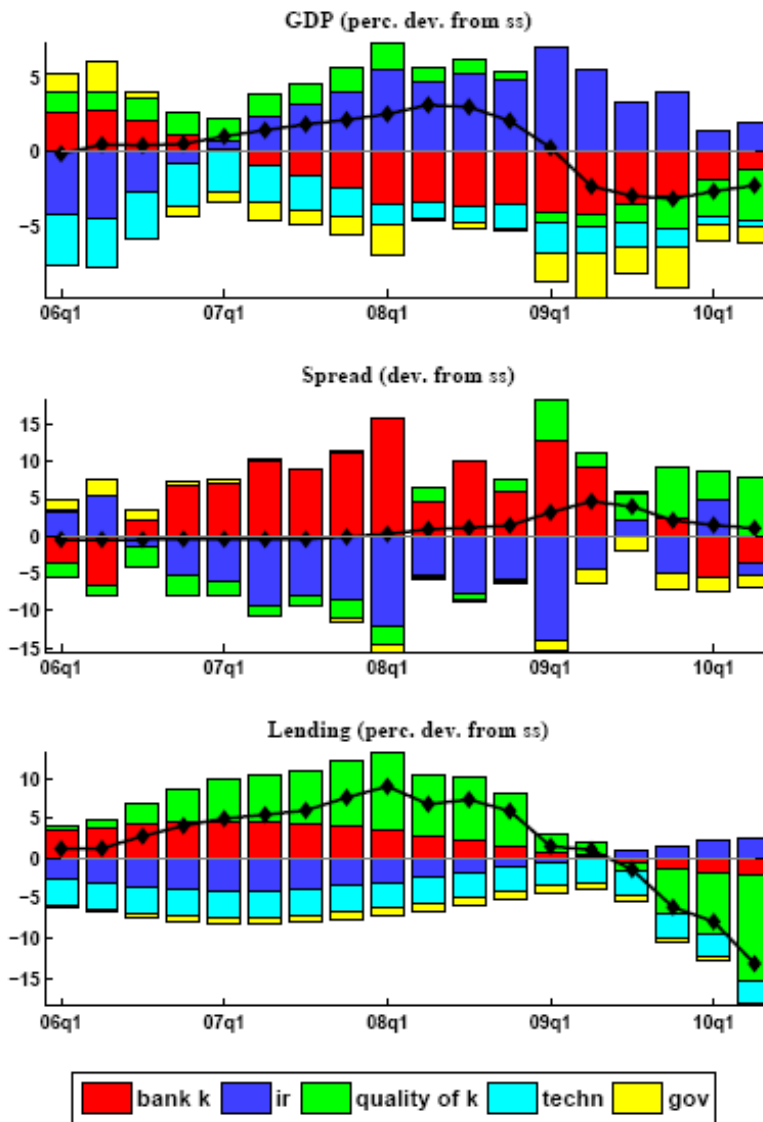 GDP (perc. dev. from ss)
5
0
−5
06q1 07q1 08q1 09q1 10q1
Spread (dev. from ss)
15
10
5
0
−5
−10
−15
06q1 07q1 08q1 09q1 10q1
Lending (perc. dev. from ss)
10
5
0
−5
−10
−15
06q1 07q1 08q1 09q1 10q1
bank k ir quality of k techn gov